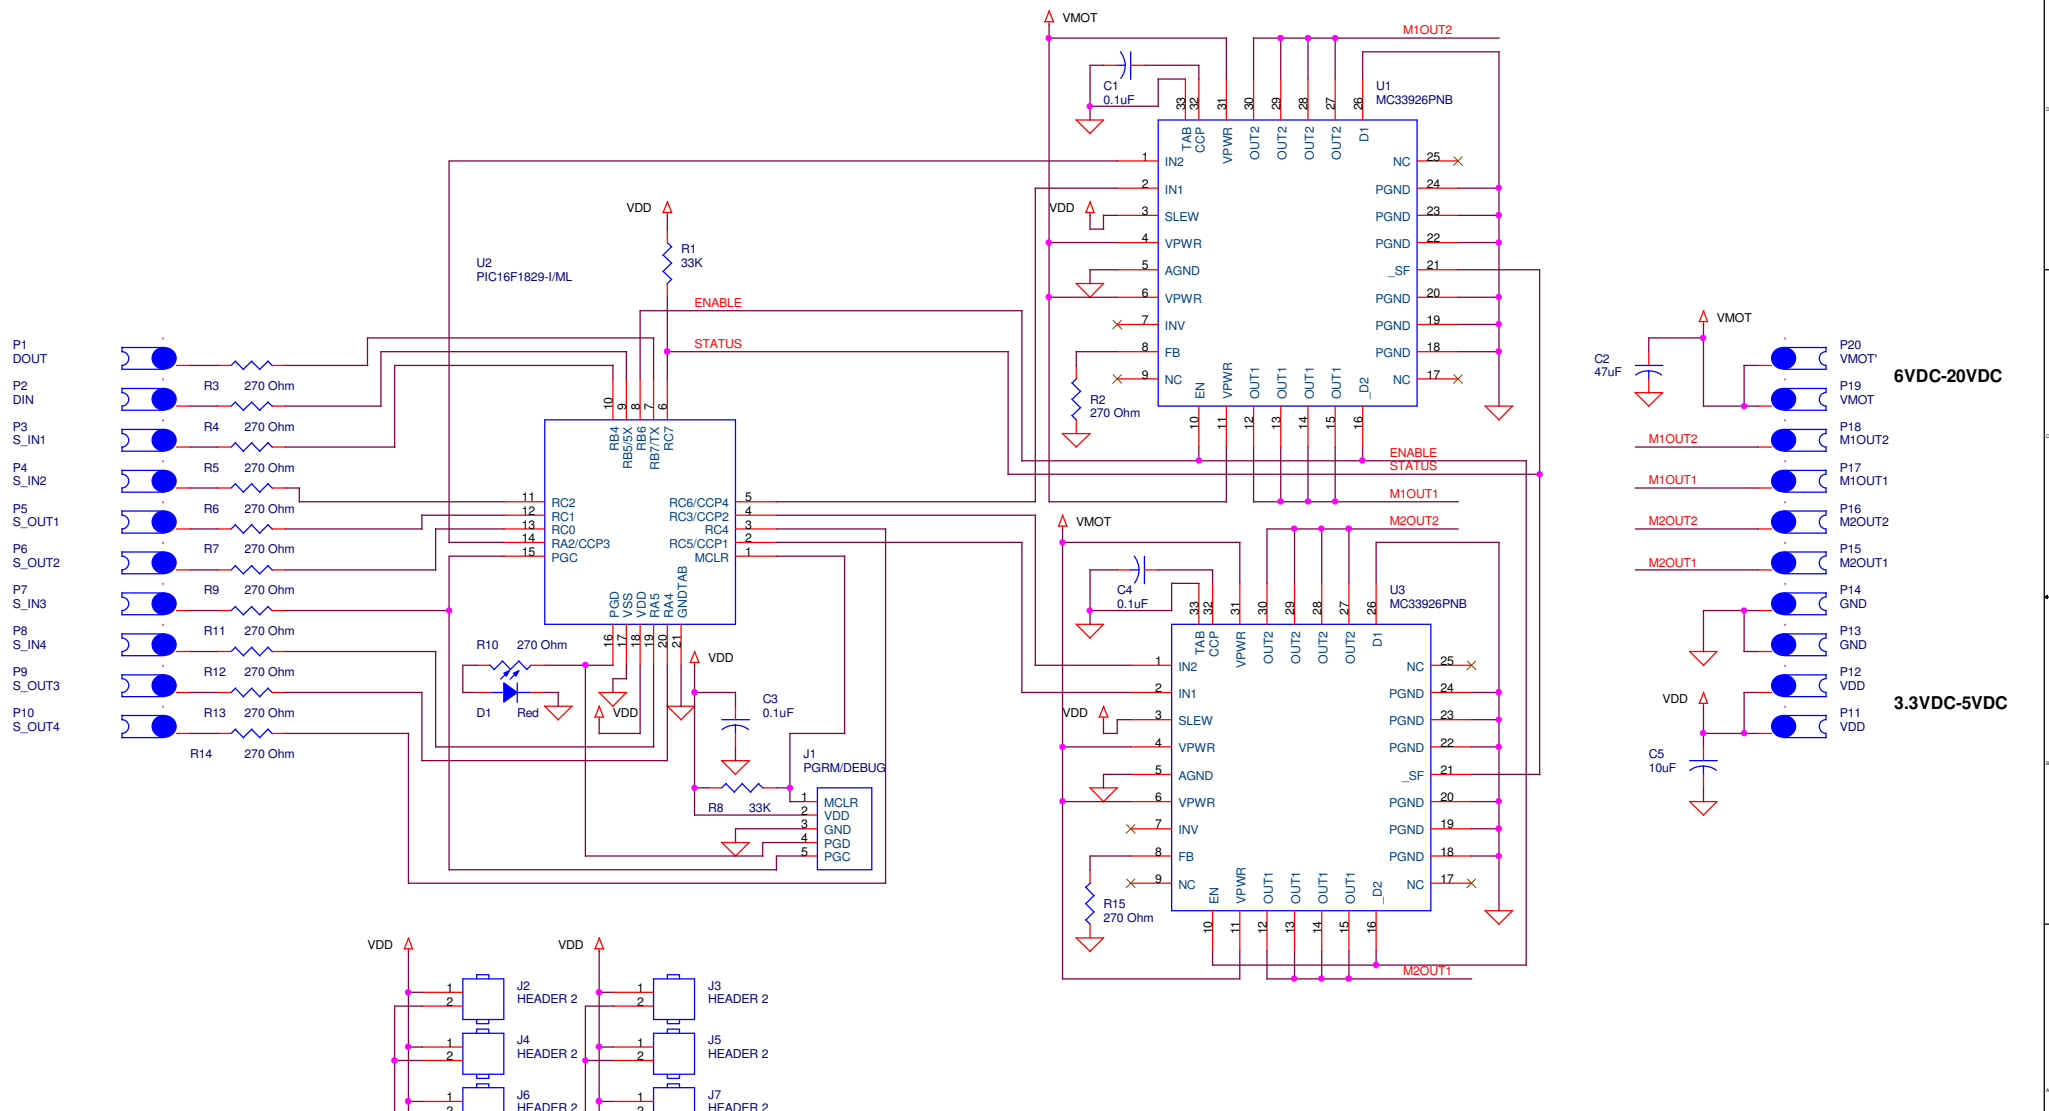 VMOT
M1OUT2
C1
0.1uF
U1
MC33926PNB
33
32
31
30
29
28
27
26
TAB
CCP
VPWR
OUT2
OUT2
OUT2
OUT2
D1
1 IN2
2 IN1
VDD
3 SLEW
4 VPWR
5 AGND
6 VPWR
7 INV
8 FB
9 NC
NC 25
PGND 24
PGND 23
PGND 22
_SF 21
PGND 20
PGND 19
PGND 18
NC 17
EN
VPWR
OUT1
OUT1
OUT1
OUT1
_D2
10
11
12
13
14
15
16
R2
270 Ohm
ENABLE
STATUS
M1OUT1
VDD
R1
33K
U2
PIC16F1829-I/ML
ENABLE
STATUS
P1
DOUT
R3 270 Ohm
P2
DIN
R4 270 Ohm
P3
S_IN1
R5 270 Ohm
P4
S_IN2
R6 270 Ohm
P5
S_OUT1
R7 270 Ohm
P6
S_OUT2
R9 270 Ohm
P7
S_IN3
R11 270 Ohm
P8
S_IN4
R12 270 Ohm
P9
S_OUT3
R13 270 Ohm
P10
S_OUT4
R14 270 Ohm
10
9
8
7
6
RB4
RB5/5X
RB6
RB7/TX
RC7
11 RC2
12 RC1
13 RC0
14 RA2/CCP3
15 PGC
RC6/CCP4 5
RC3/CCP2 4
RC4 3
RC5/CCP1 2
MCLR 1
PGD
VSS
VDD
RA5
RA4
GNDTAB
16
17
18
19
20
21
R10 270 Ohm
D1 Red
VDD
VDD
C3
0.1uF
R8 33K
J1
PGRM/DEBUG
1 MCLR
2 VDD
3 GND
4 PGD
5 PGC
VMOT
M2OUT2
C4
0.1uF
U3
MC33926PNB
33
32
31
30
29
28
27
26
TAB
CCP
VPWR
OUT2
OUT2
OUT2
OUT2
D1
1 IN2
2 IN1
VDD
3 SLEW
4 VPWR
5 AGND
6 VPWR
7 INV
8 FB
9 NC
NC 25
PGND 24
PGND 23
PGND 22
_SF 21
PGND 20
PGND 19
PGND 18
NC 17
EN
VPWR
OUT1
OUT1
OUT1
OUT1
_D2
10
11
12
13
14
15
16
R15
270 Ohm
M2OUT1
VMOT
C2
47uF
P20
VMOT'
6VDC-20VDC
P19
VMOT
M1OUT2
P18
M1OUT2
M1OUT1
P17
M1OUT1
M2OUT2
P16
M2OUT2
M2OUT1
P15
M2OUT1
P14
GND
P13
GND
VDD
P12
VDD
3.3VDC-5VDC
P11
VDD
C5
10uF
VDD
VDD
1
2
J2
HEADER 2
1
2
J3
HEADER 2
1
2
J4
HEADER 2
1
2
J5
HEADER 2
1
2
J6
HEADER 2
1
2
J7
HEADER 2